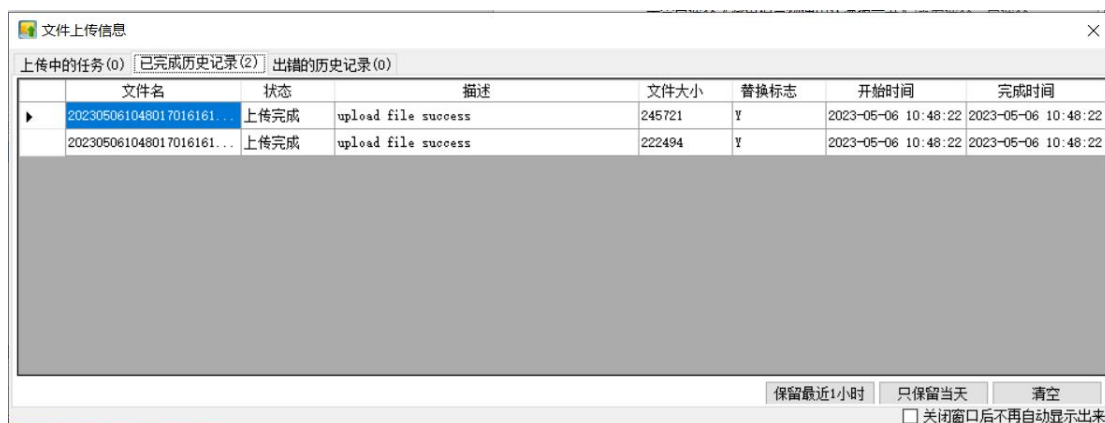 文件上传信息
上传中的任务(0) 已完成历史记录(2) 出错的历史记录(0)
文件名 状态 描述 文件大小 替换标志 开始时间 完成时间
202305061048017016161... 上传完成 upload file success 245721 Y 2023-05-06 10:48:22 2023-05-06 10:48:22
202305061048017016161... 上传完成 upload file success 222494 Y 2023-05-06 10:48:22 2023-05-06 10:48:22
保留最近1小时 只保留当天 清空
关闭窗口后不再自动显示出来